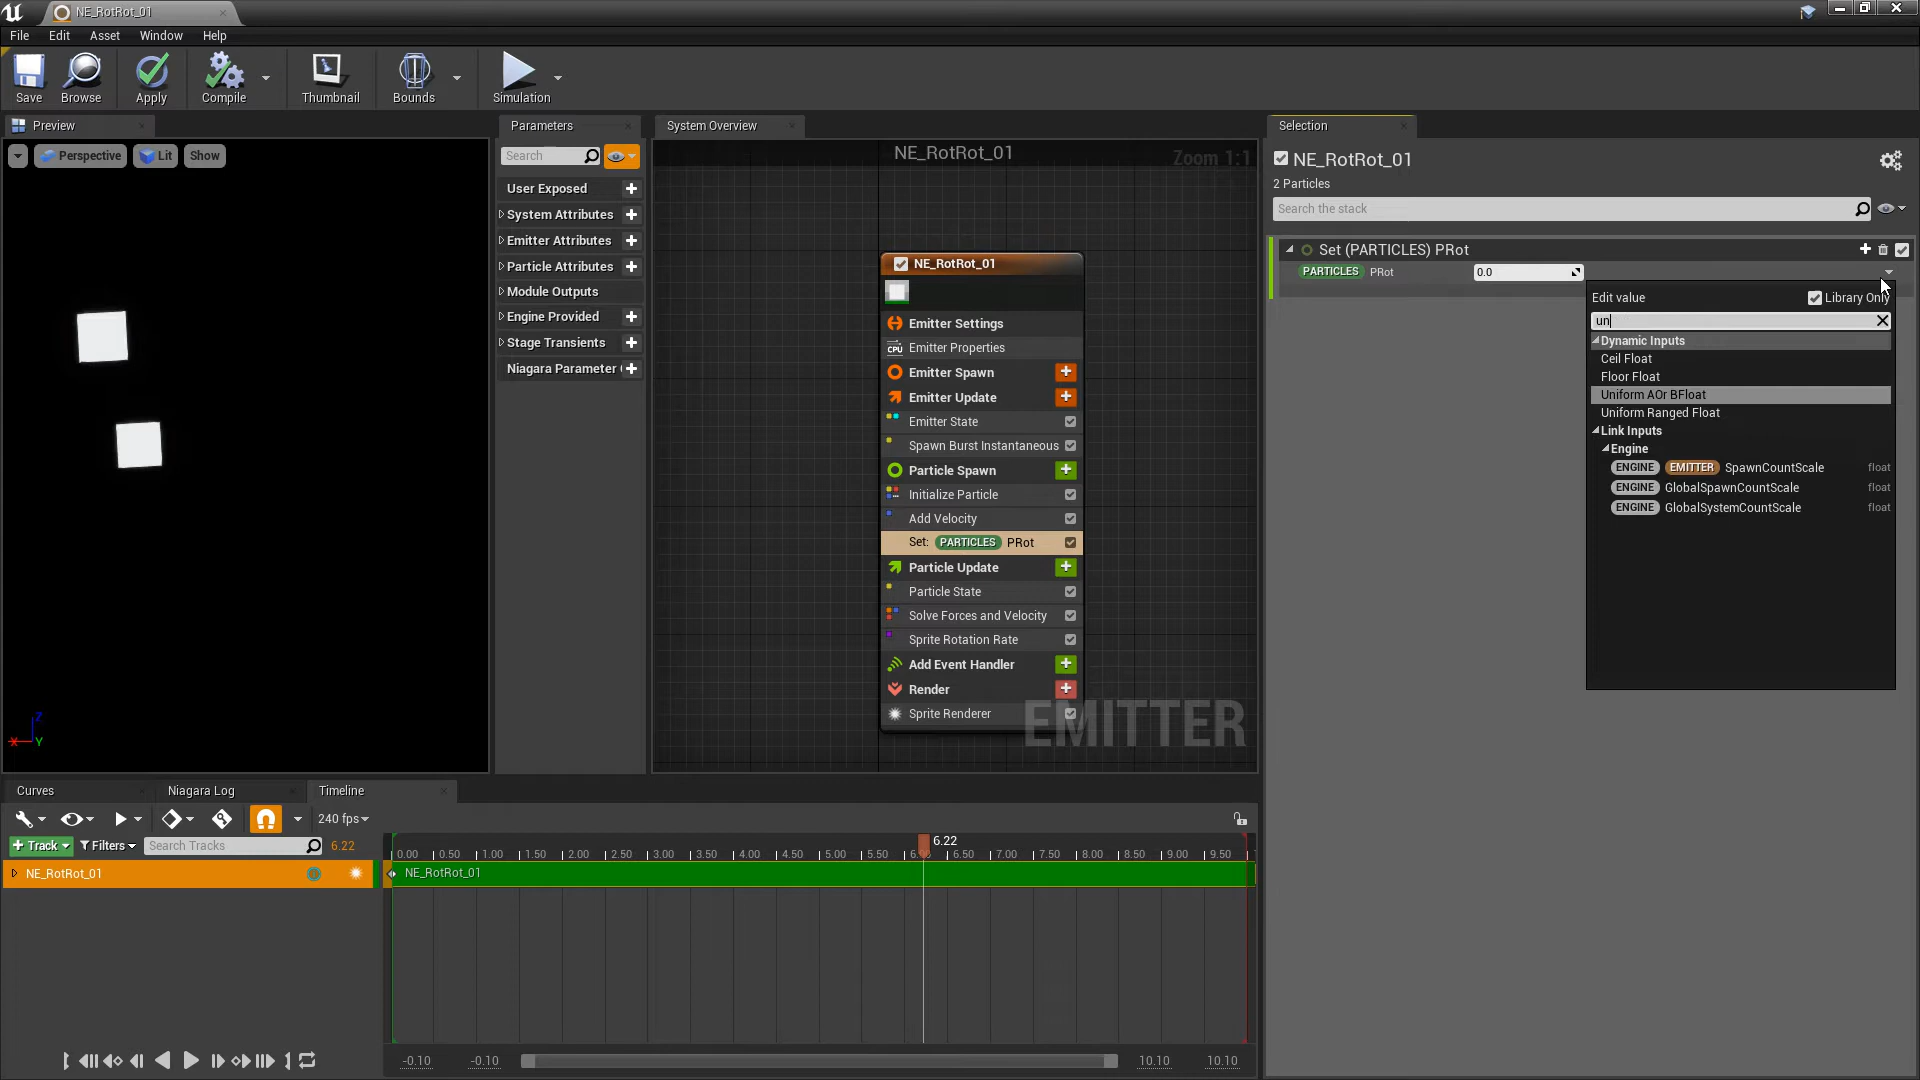 NE_RotRot_01
File Edit Asset Window Help
Save Browse Apply Compile Thumbnail Bounds Simulation
Preview
Perspective Lit Show
Z
X Y
Parameters
Search
User Exposed
System Attributes
Emitter Attributes
Particle Attributes
Module Outputs
Engine Provided
Stage Transients
Niagara Parameter
System Overview
NE_RotRot_01
Zoom 1:1
NE_RotRot_01
Emitter Settings
CPU Emitter Properties
Emitter Spawn
Emitter Update
Emitter State
Spawn Burst Instantaneous
Particle Spawn
Initialize Particle
Add Velocity
Set: PARTICLES PRot
Particle Update
Particle State
Solve Forces and Velocity
Sprite Rotation Rate
Add Event Handler
Render
Sprite Renderer
EMITTER
Selection
NE_RotRot_01
2 Particles
Search the stack
Set (PARTICLES) PRot
PARTICLES PRot 0.0
Edit value Library Only
un
Dynamic Inputs
Ceil Float
Floor Float
Uniform AOr BFloat
Uniform Ranged Float
Link Inputs
Engine
ENGINE EMITTER SpawnCountScale float
ENGINE GlobalSpawnCountScale float
ENGINE GlobalSystemCountScale float
Curves Niagara Log Timeline
240 fps
+ Track Filters Search Tracks 6.22
6.22
0.00 0.50 1.00 1.50 2.00 2.50 3.00 3.50 4.00 4.50 5.00 5.50 6.50 7.00 7.50 8.00 8.50 9.00 9.50
NE_RotRot_01 NE_RotRot_01
-0.10 -0.10 10.10 10.10